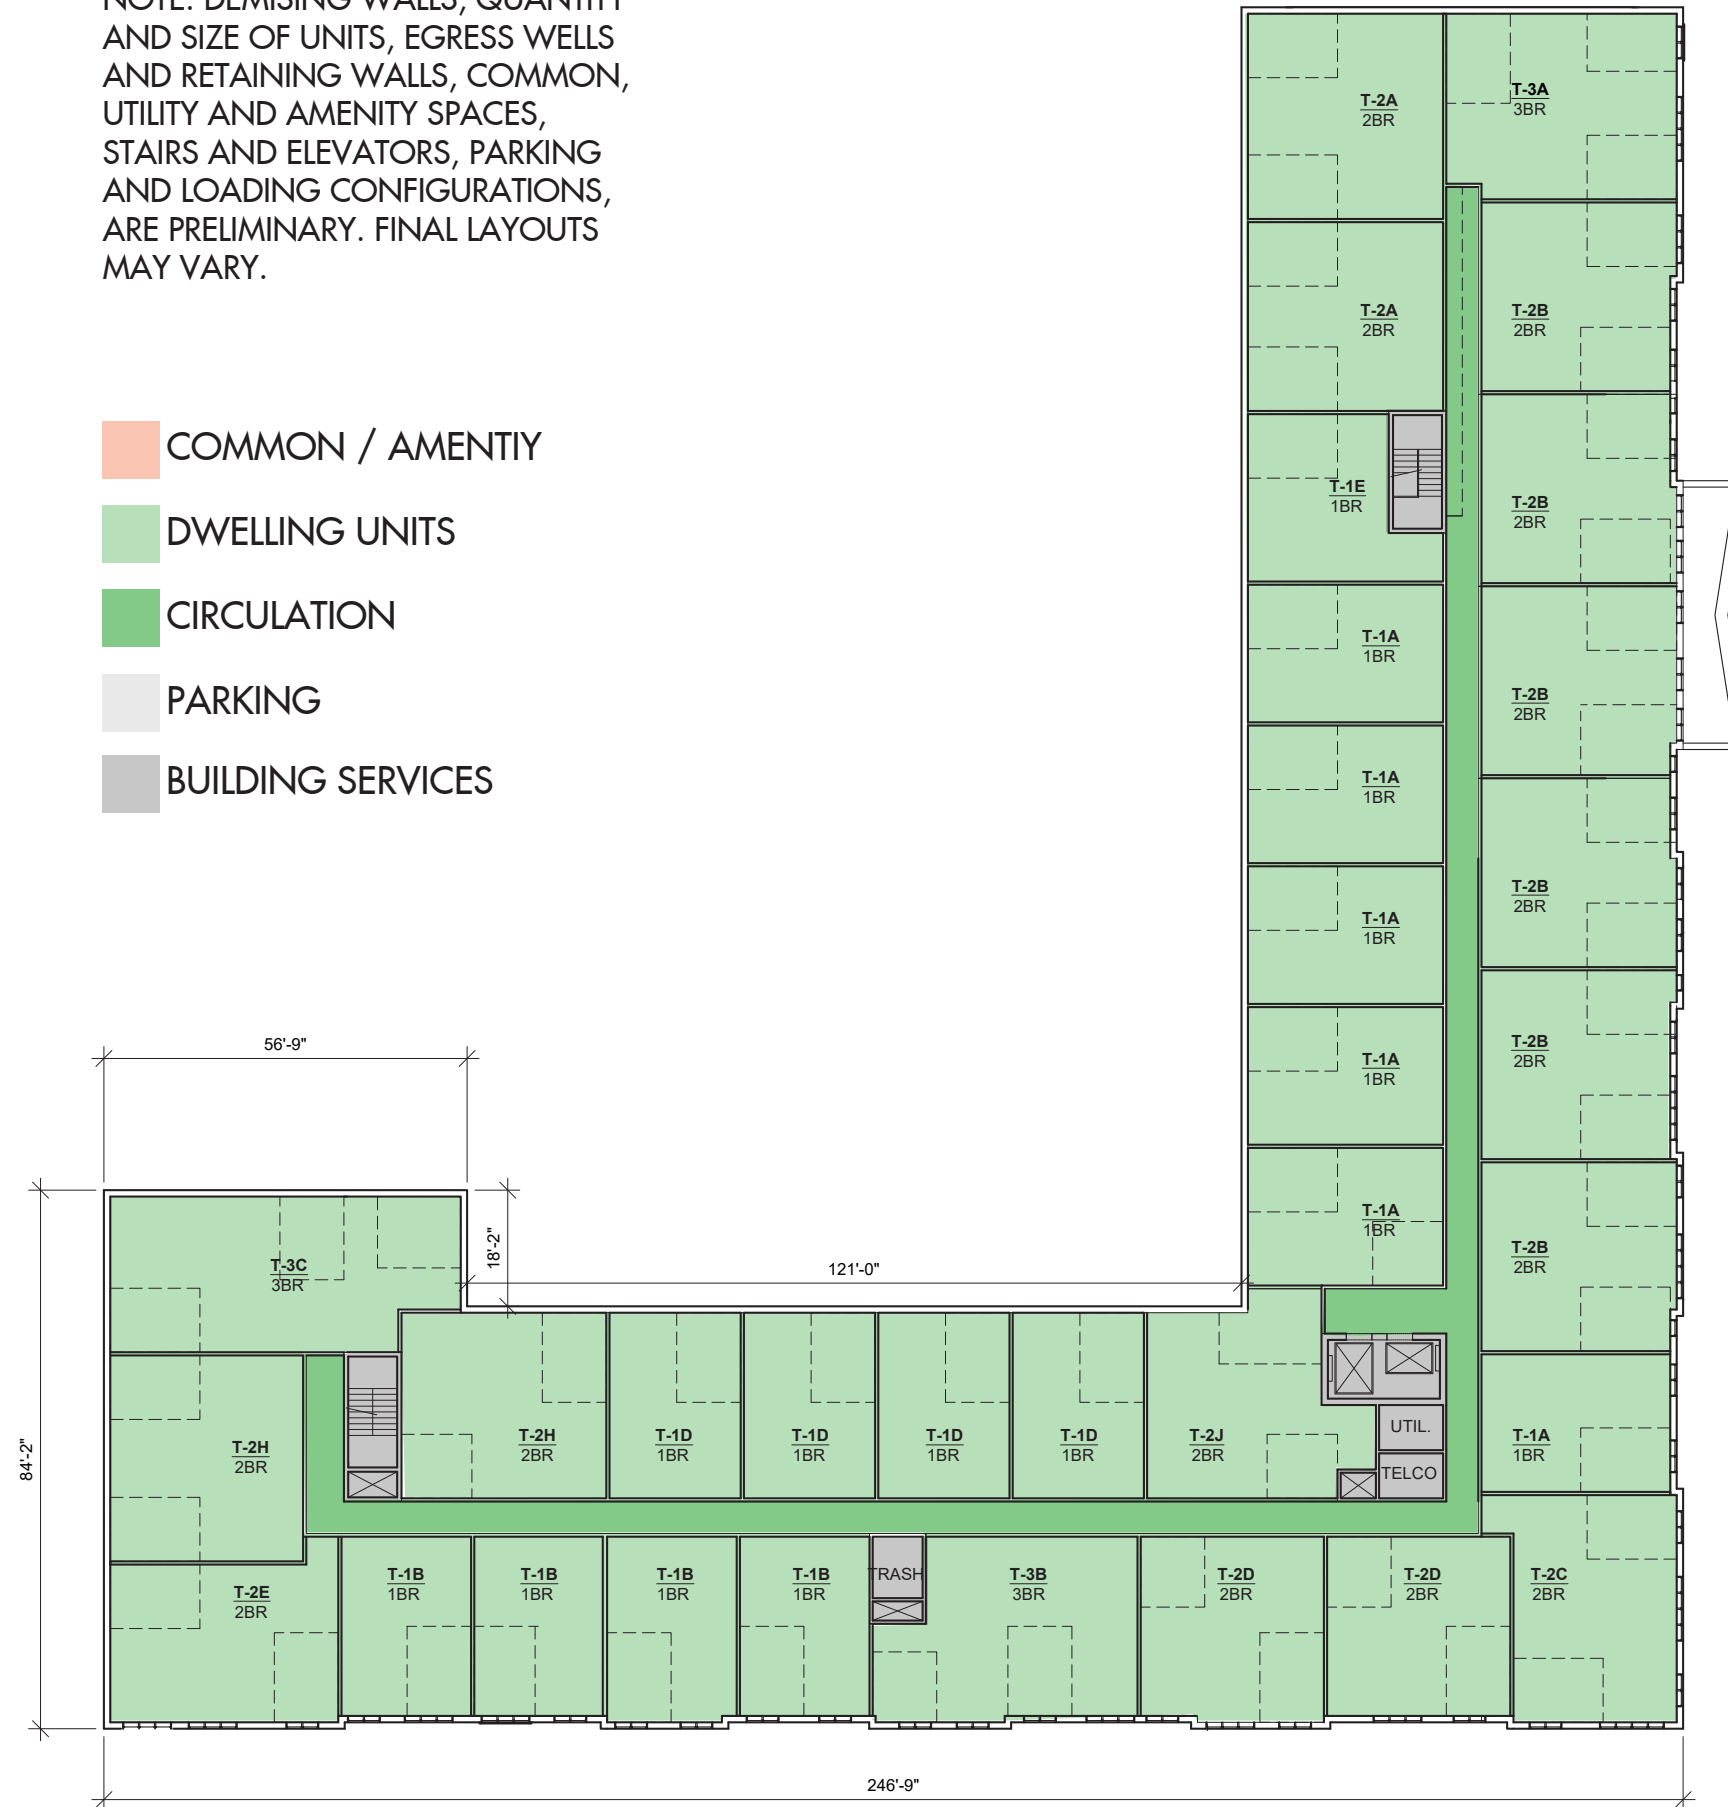 NOTE: DEMISING WALLS, QUANTITY
AND SIZE OF UNITS, EGRESS WELLS
AND RETAINING WALLS, COMMON,
UTILITY AND AMENITY SPACES,
STAIRS AND ELEVATORS, PARKING
AND LOADING CONFIGURATIONS,
ARE PRELIMINARY. FINAL LAYOUTS
MAY VARY.
COMMON / AMENTIY
DWELLING UNITS
CIRCULATION
PARKING
BUILDING SERVICES
T-2A
2BR
T-3A
3BR
T-2A
2BR
T-2B
2BR
T-1E
1BR
T-2B
2BR
T-1A
1BR
T-2B
2BR
T-1A
1BR
T-2B
2BR
T-1A
1BR
T-2B
2BR
T-1A
1BR
T-1A
1BR
T-2B
2BR
56'-9"
18'-2"
121'-0"
84'-2"
T-3C
3BR
T-2H
2BR
T-2H
2BR
T-1D
1BR
T-1D
1BR
T-1D
1BR
T-1D
1BR
T-2J
2BR
UTIL.
TELCO
T-1A
1BR
T-2E
2BR
T-1B
1BR
T-1B
1BR
T-1B
1BR
T-1B
1BR
TRASH
T-3B
3BR
T-2D
2BR
T-2D
2BR
T-2C
2BR
246'-9"